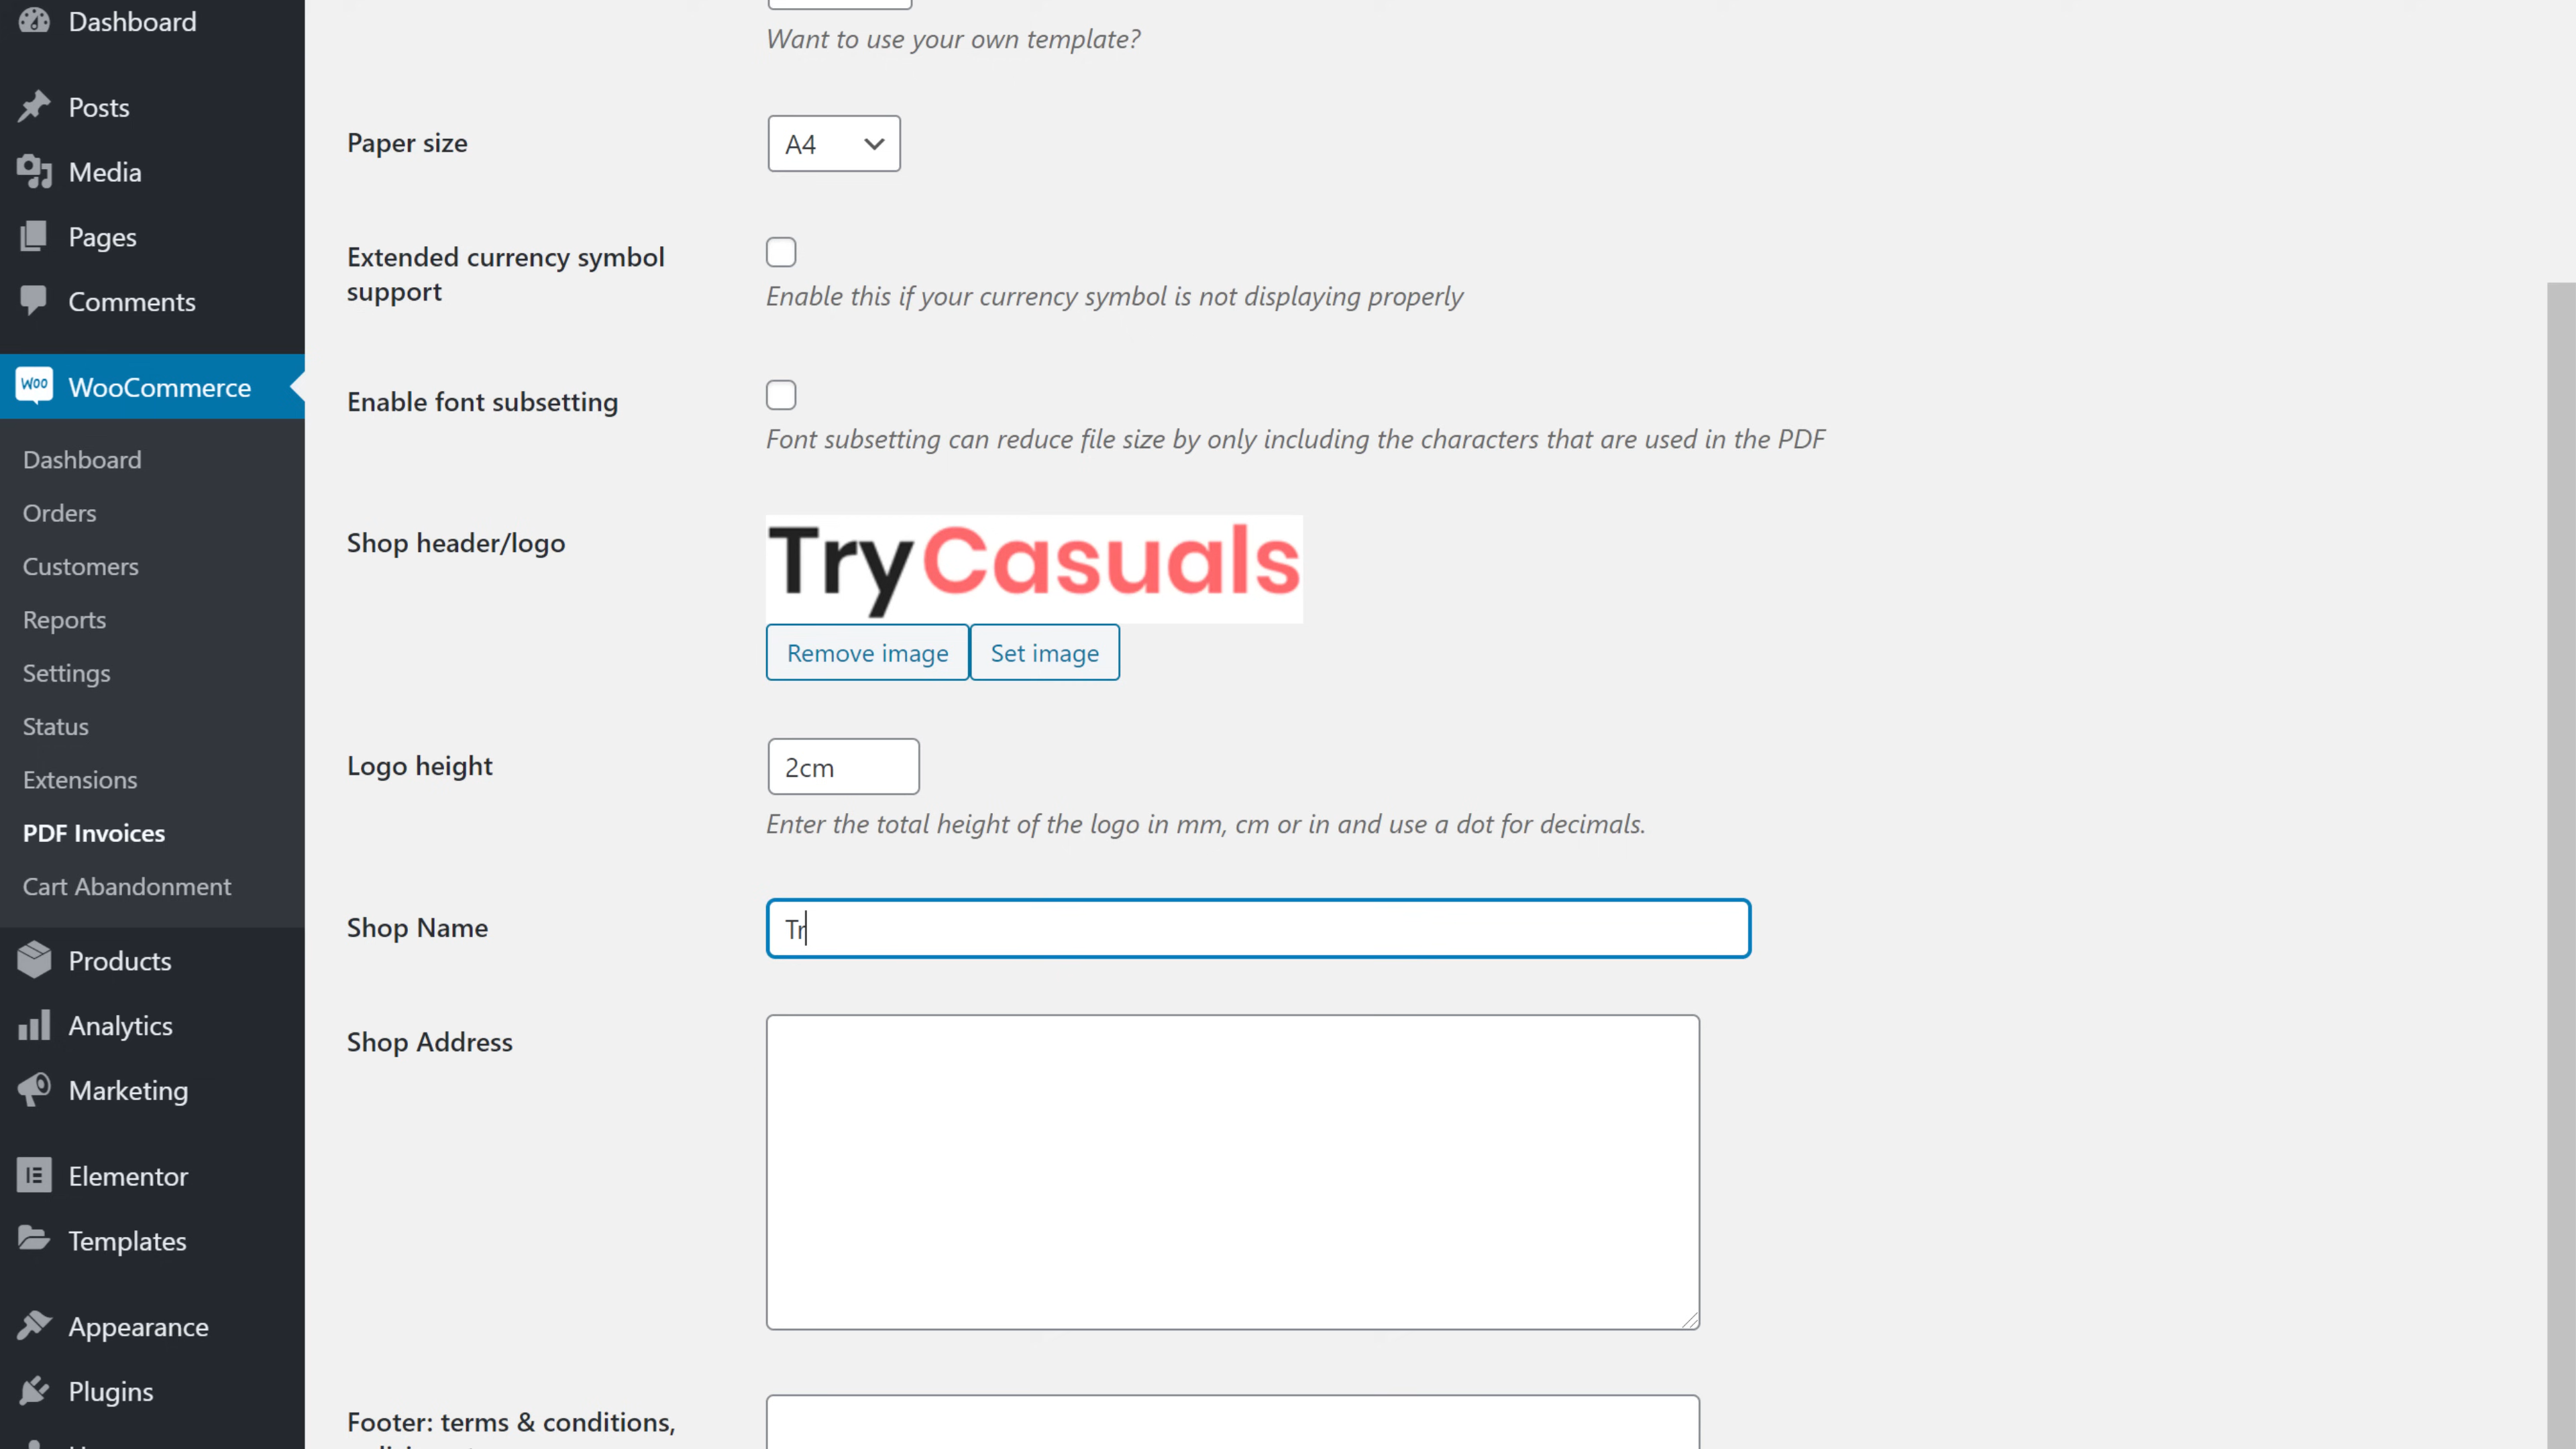 Dashboard
Posts
Media
Pages
Comments
Woo
WooCommerce
Dashboard
Orders
Customers
Reports
Settings
Status
Extensions
PDF Invoices
Cart Abandonment
Products
Analytics
Marketing
Elementor
Templates
Appearance
Plugins
Want to use your own template?
Paper size
A4
Extended currency symbol
support
Enable this if your currency symbol is not displaying properly
Enable font subsetting
Font subsetting can reduce file size by only including the characters that are used in the PDF
Shop header/logo
TryCasuals
Remove image
Set image
Logo height
2cm
Enter the total height of the logo in mm, cm or in and use a dot for decimals.
Shop Name
Tr
Shop Address
Footer: terms & conditions,